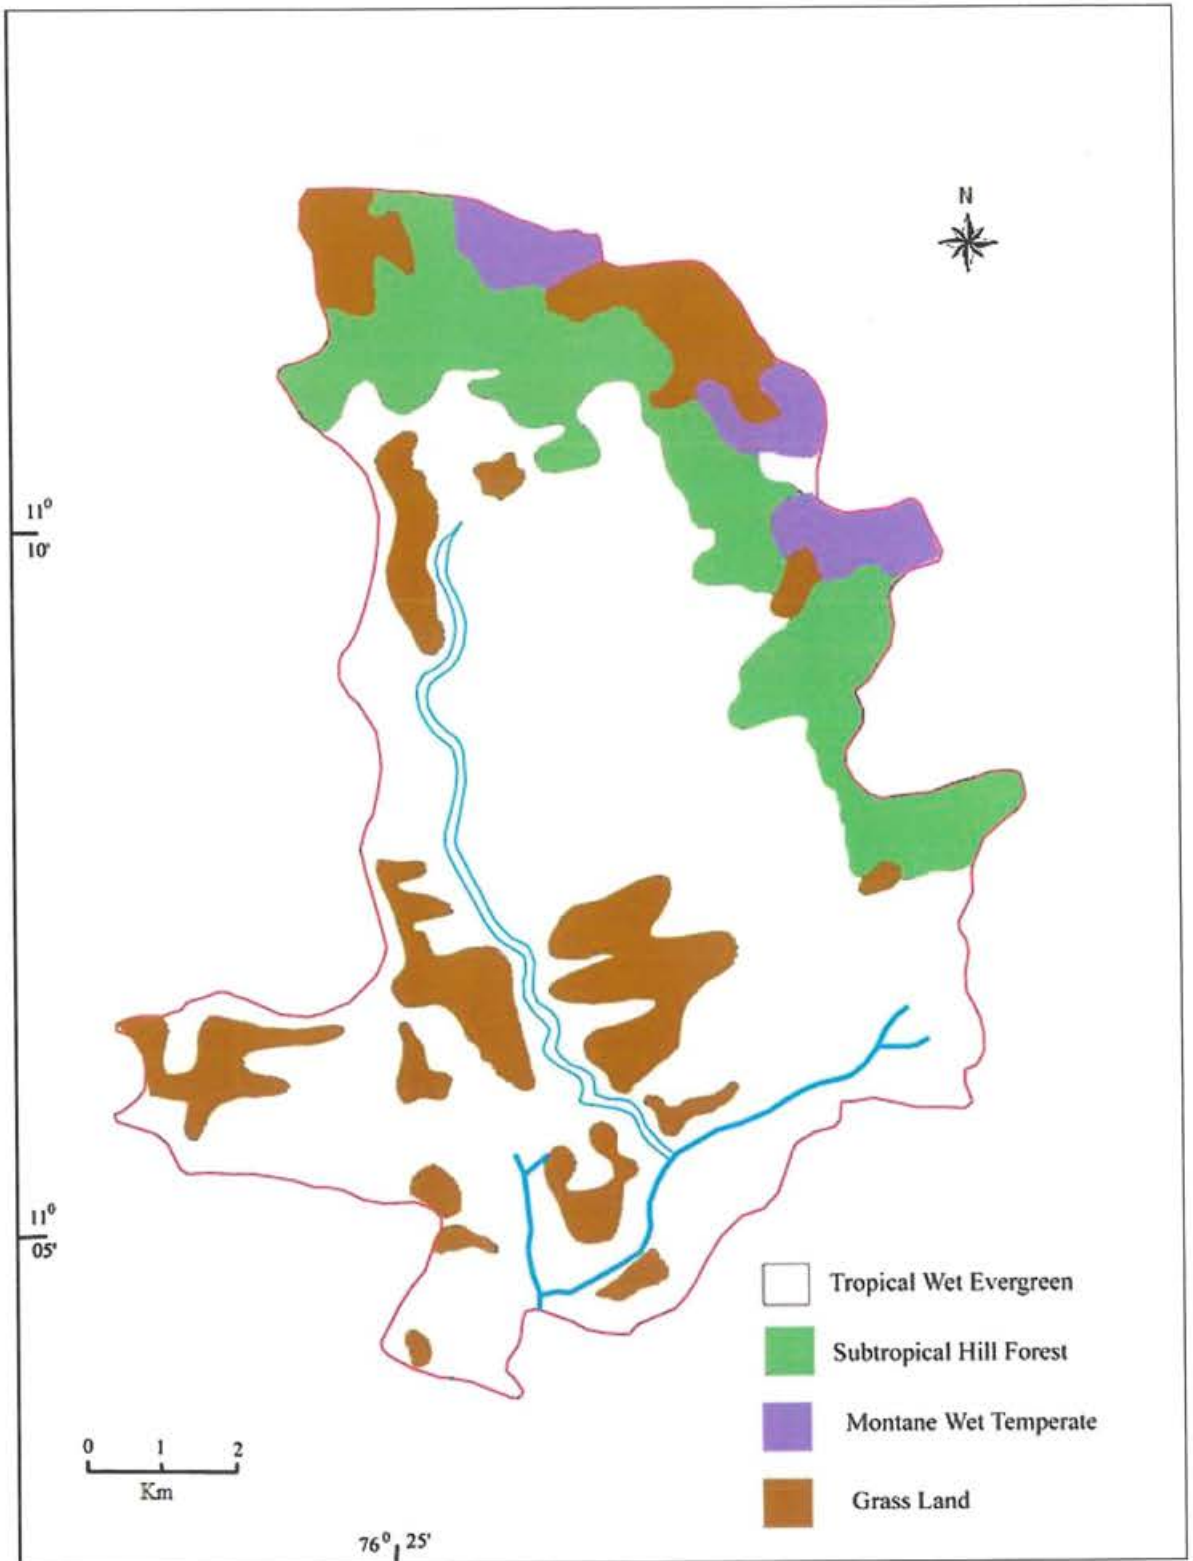 N
11⁰
10'
11⁰
05'
Tropical Wet Evergreen
Subtropical Hill Forest
Montane Wet Temperate
Grass Land
0 1 2
Km
76⁰ 25'